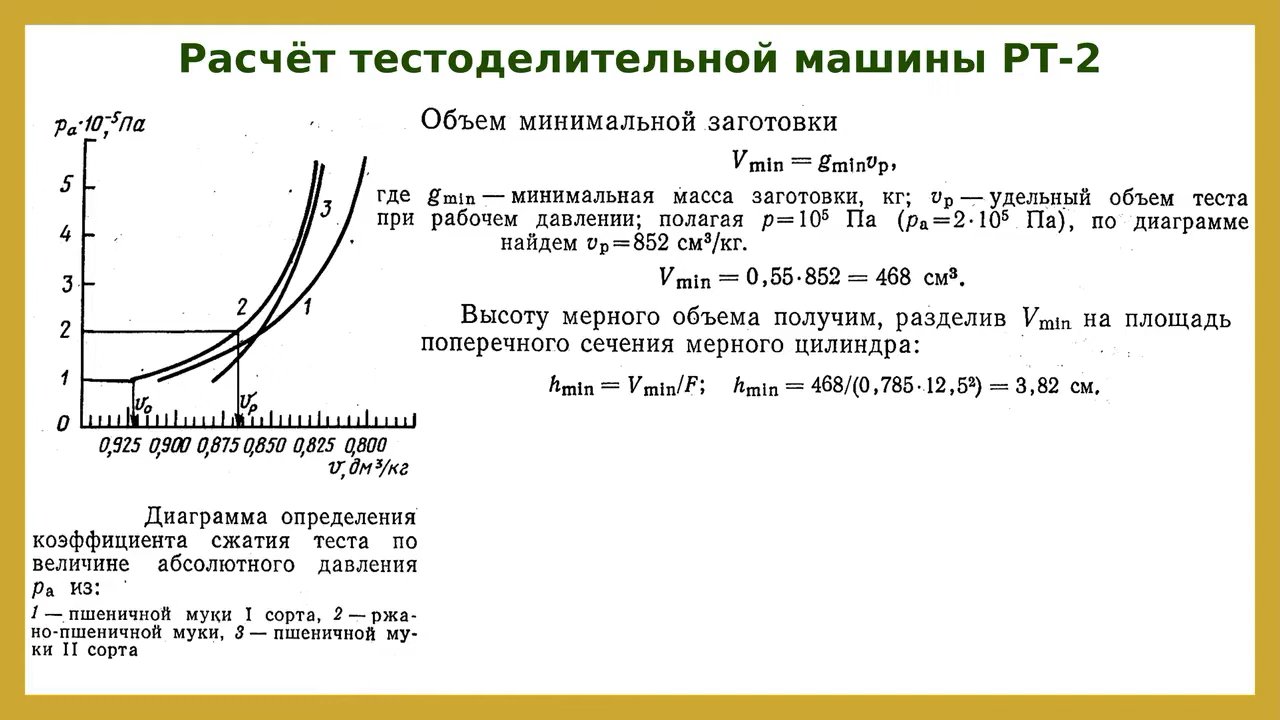 Расчёт тестоделительной машины РТ-2
pₐ·10⁻⁵, Па
5
4
3
2
1
0
2
3
1
v₀
vₚ
0,925 0,900 0,875 0,850 0,825 0,800
v, дм³/кг
Диаграмма определения
коэффициента сжатия теста по
величине абсолютного давления
pₐ из:
1 — пшеничной муки I сорта, 2 — ржа-
но-пшеничной муки, 3 — пшеничной му-
ки II сорта
Объем минимальной заготовки
Vmin = gminvр,
где gmin — минимальная масса заготовки, кг; vр — удельный объем теста
при рабочем давлении; полагая p=10⁵ Па (pа=2·10⁵ Па), по диаграмме
найдем vр=852 см³/кг.
Vmin = 0,55·852 = 468 см³.
Высоту мерного объема получим, разделив Vmin на площадь
поперечного сечения мерного цилиндра:
hmin = Vmin/F; hmin = 468/(0,785·12,5²) = 3,82 см.